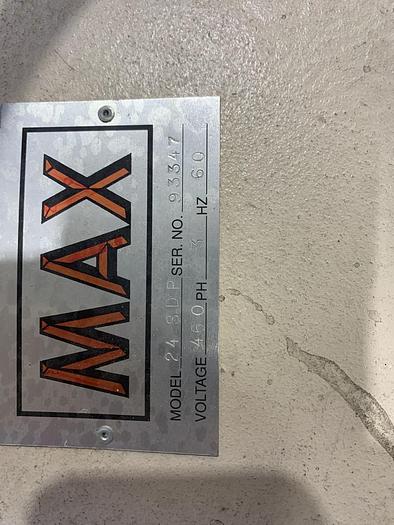 MAX
MODEL 24 SDP SER. NO. 93347
VOLTAGE 460 PH 3 HZ 60